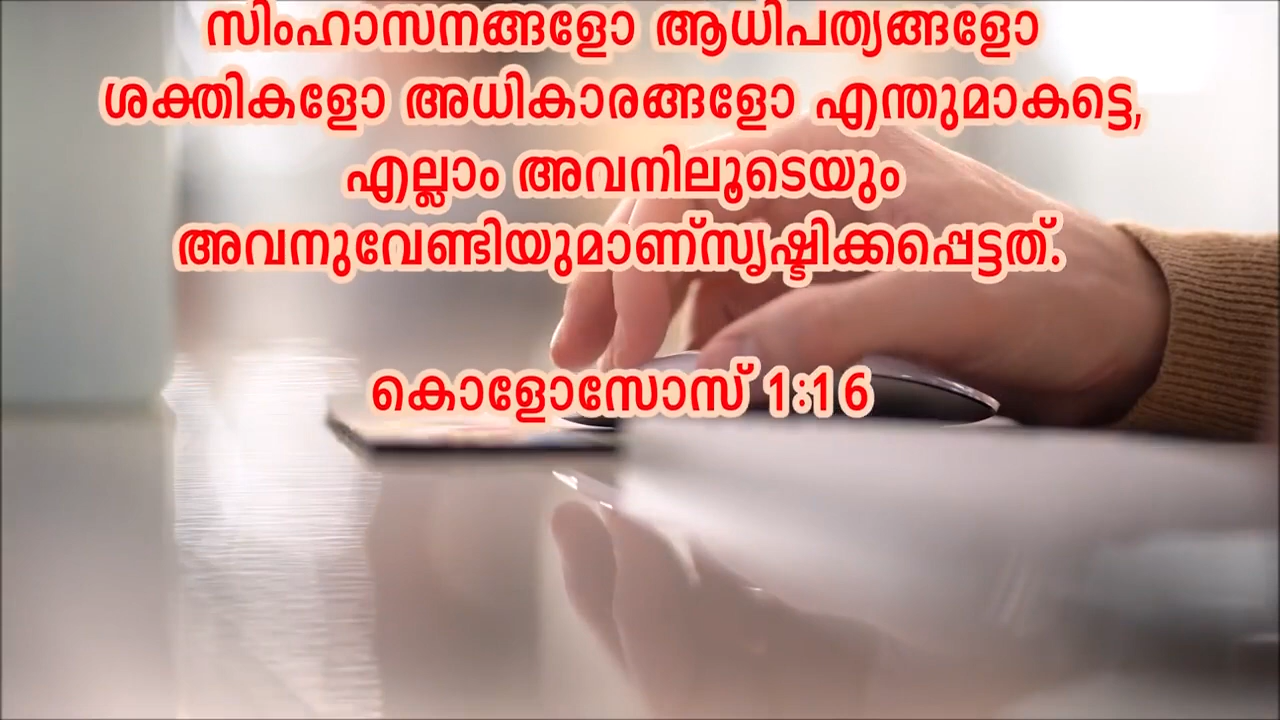 സിംഹാസനങ്ങളോ ആധിപത്യങ്ങളോ
ശക്തികളോ അധികാരങ്ങളോ എന്തുമാകട്ടെ,
എല്ലാം അവനിലൂടെയും
അവനുവേണ്ടിയുമാണ്സൃഷ്ടിക്കപ്പെട്ടത്.
കൊളോസോസ് 1:16